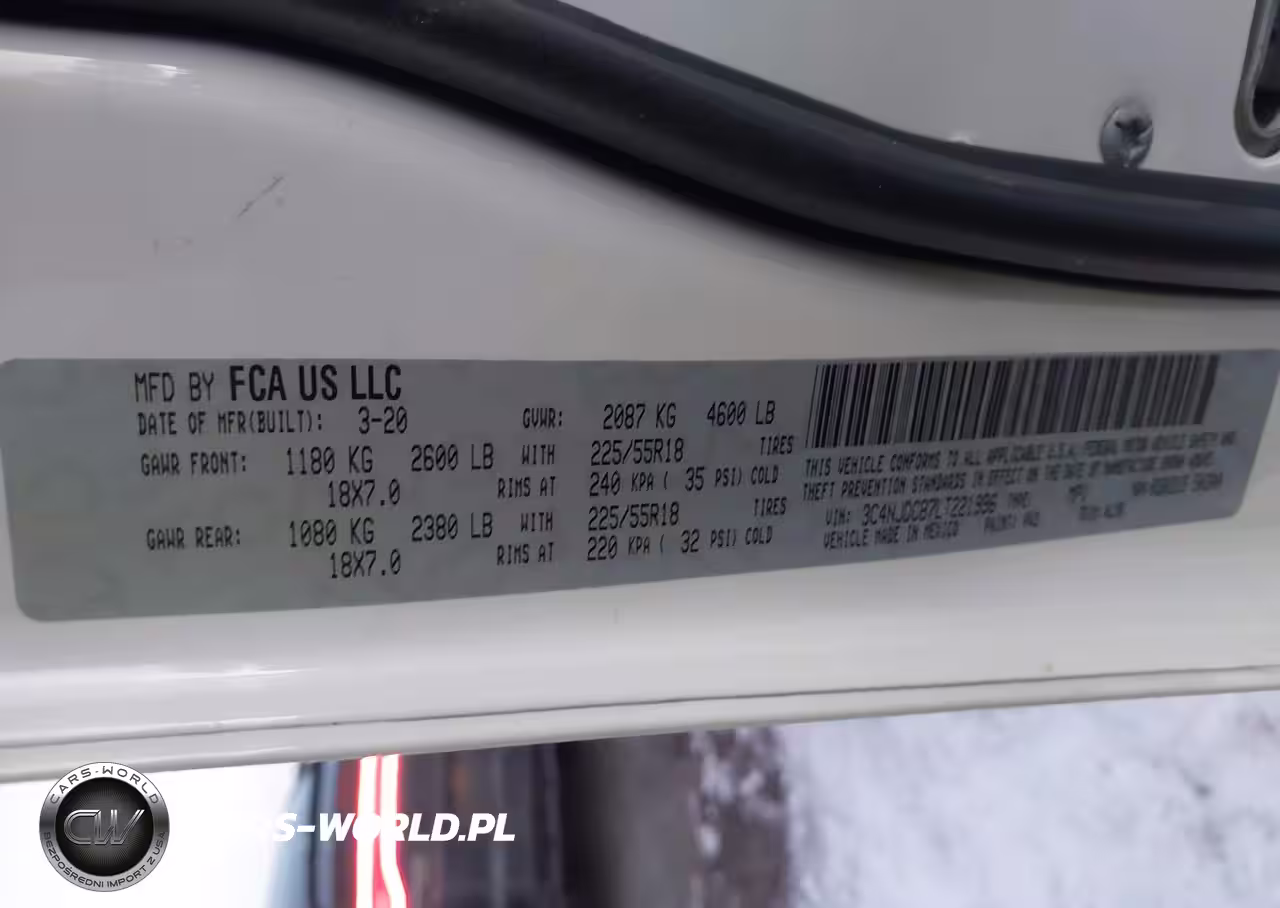 MFD BY FCA US LLC
DATE OF MFR(BUILT): 3-20 GVWR: 2087 KG 4600 LB
GAWR FRONT: 1180 KG 2600 LB WITH 225/55R18 TIRES
18X7.0 RIMS AT 240 KPA ( 35 PSI) COLD
GAWR REAR: 1080 KG 2380 LB WITH 225/55R18 TIRES
18X7.0 RIMS AT 220 KPA ( 32 PSI) COLD
THIS VEHICLE CONFORMS TO ALL APPLICABLE U.S.A. FEDERAL MOTOR VEHICLE SAFETY AND
THEFT PREVENTION STANDARDS IN EFFECT ON THE DATE OF MANUFACTURE SHOWN ABOVE.
VIN: 3C4NJDCB7LT221996
VEHICLE MADE IN MEXICO PAINT:
CARS-WORLD
CW
BEZPOŚREDNI IMPORT Z USA
S-WORLD.PL